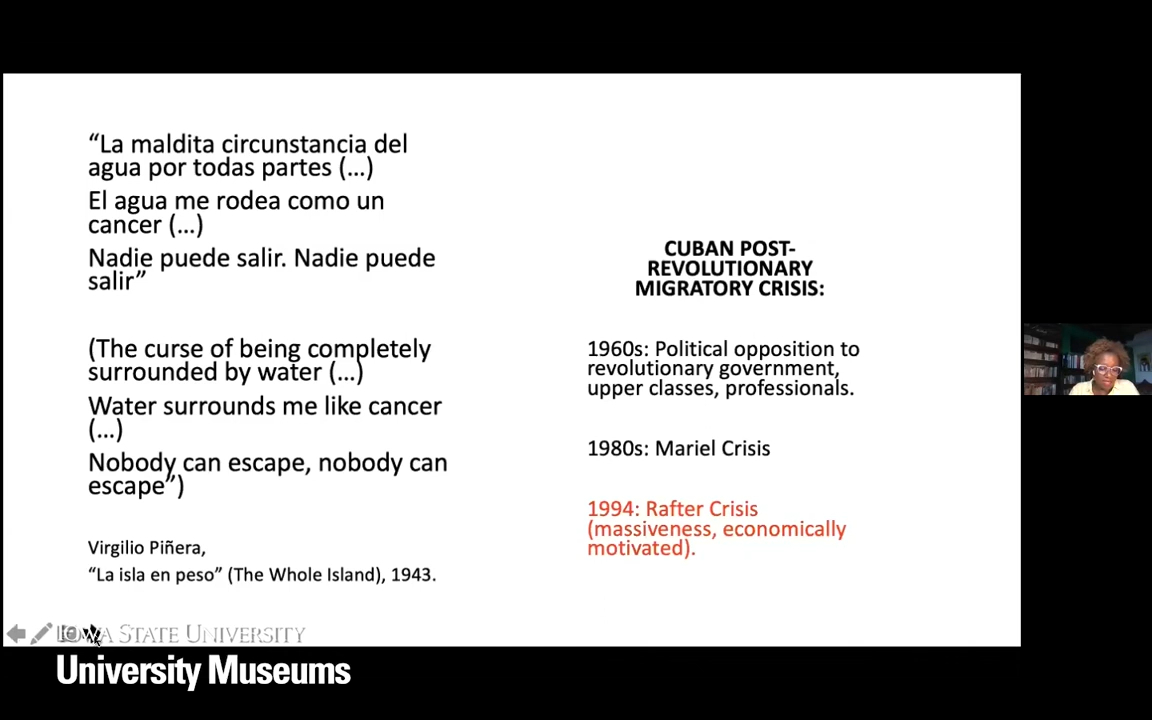 “La maldita circunstancia del
agua por todas partes (...)
El agua me rodea como un
cancer (...)
Nadie puede salir. Nadie puede
salir”
(The curse of being completely
surrounded by water (...)
Water surrounds me like cancer
(...)
Nobody can escape, nobody can
escape”)
Virgilio Piñera,
“La isla en peso” (The Whole Island), 1943.
CUBAN POST-
REVOLUTIONARY
MIGRATORY CRISIS:
1960s: Political opposition to
revolutionary government,
upper classes, professionals.
1980s: Mariel Crisis
1994: Rafter Crisis
(massiveness, economically
motivated).
IOWA STATE UNIVERSITY
University Museums